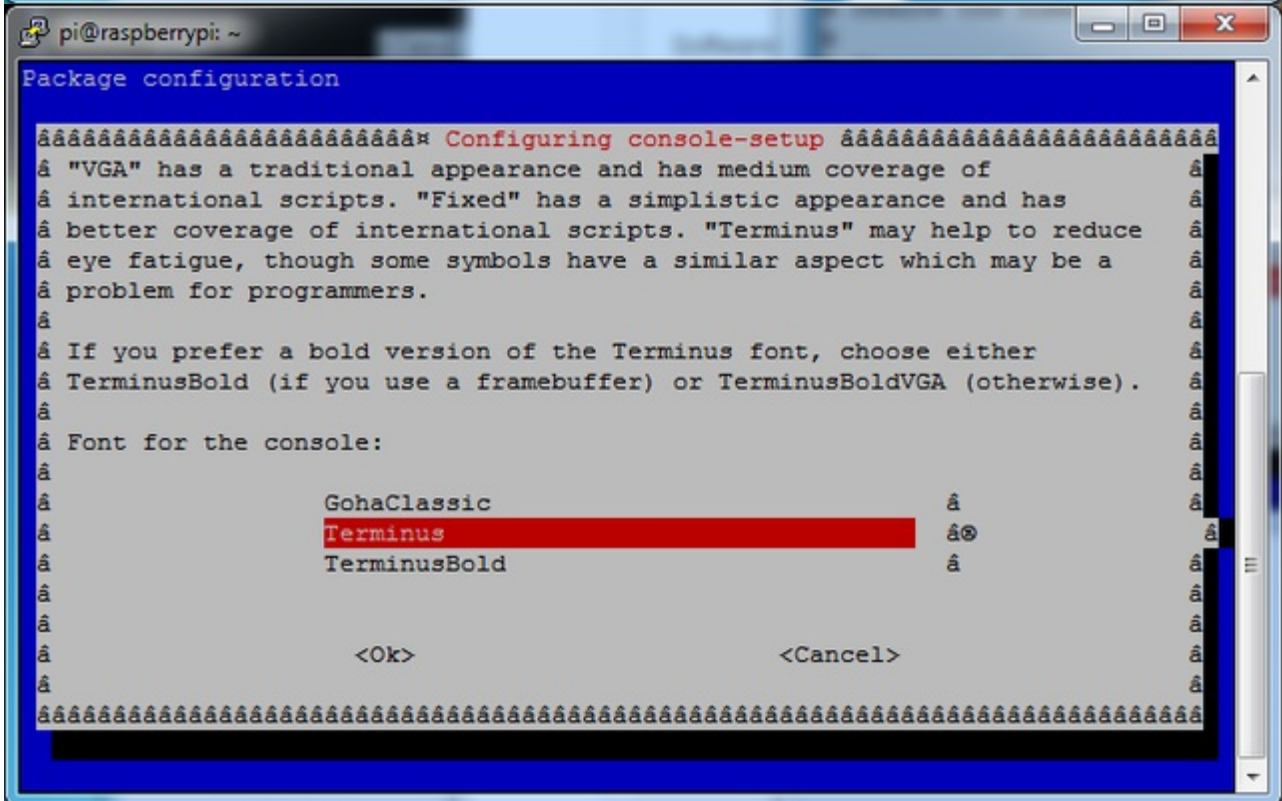 pi@raspberrypi: ~
Package configuration
âââââââââââââââââââââââââ¤ Configuring console-setup âââââââââââââââââââââââââ
â "VGA" has a traditional appearance and has medium coverage of â
â international scripts. "Fixed" has a simplistic appearance and has â
â better coverage of international scripts. "Terminus" may help to reduce â
â eye fatigue, though some symbols have a similar aspect which may be a â
â problem for programmers. â
â â
â If you prefer a bold version of the Terminus font, choose either â
â TerminusBold (if you use a framebuffer) or TerminusBoldVGA (otherwise). â
â â
â Font for the console: â
â â
â GohaClassic â â
â Terminus â® â
â TerminusBold â â
â â
â â
â <Ok> <Cancel> â
â â
âââââââââââââââââââââââââââââââââââââââââââââââââââââââââââââââââââââââââââââ